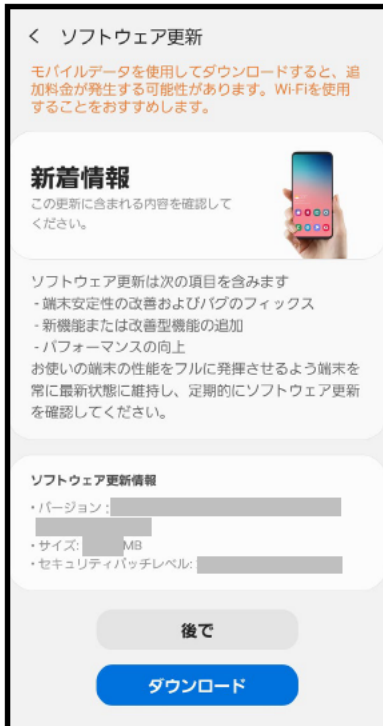 < ソフトウェア更新
モバイルデータを使用してダウンロードすると、追
加料金が発生する可能性があります。Wi-Fiを使用
することをおすすめします。
新着情報
この更新に含まれる内容を確認して
ください。
ソフトウェア更新は次の項目を含みます
- 端末安定性の改善およびバグのフィックス
- 新機能または改善型機能の追加
- パフォーマンスの向上
お使いの端末の性能をフルに発揮させるよう端末を
常に最新状態に維持し、定期的にソフトウェア更新
を確認してください。
ソフトウェア更新情報
・バージョン :
・サイズ: MB
・セキュリティパッチレベル:
後で
ダウンロード